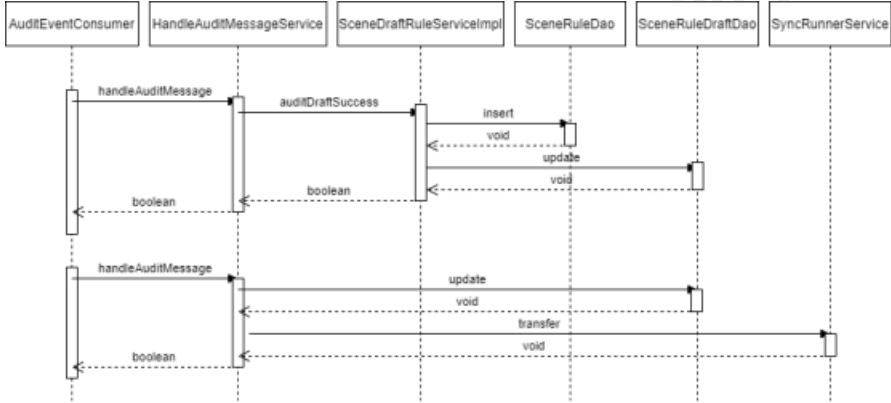 AuditEventConsumer
HandleAuditMessageService
SceneDraftRuleServiceImpl
SceneRuleDao
SceneRuleDraftDao
SyncRunnerService
handleAuditMessage
auditDraftSuccess
insert
void
update
void
boolean
boolean
handleAuditMessage
update
void
transfer
void
boolean